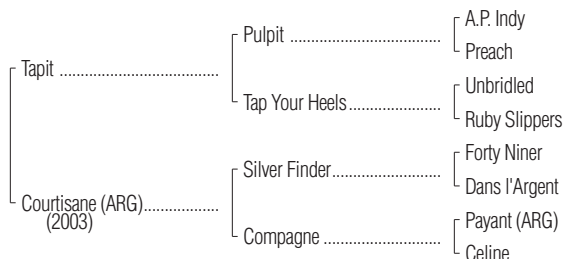 A.P. Indy
Pulpit
Preach
Tapit
Unbridled
Tap Your Heels
Ruby Slippers
Forty Niner
Silver Finder
Dans l'Argent
Courtisane (ARG)
(2003)
Payant (ARG)
Compagne
Celine